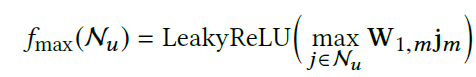 f_max(𝒩_u) = LeakyReLU( max_{j∈𝒩_u} W_{1,m} j_m )